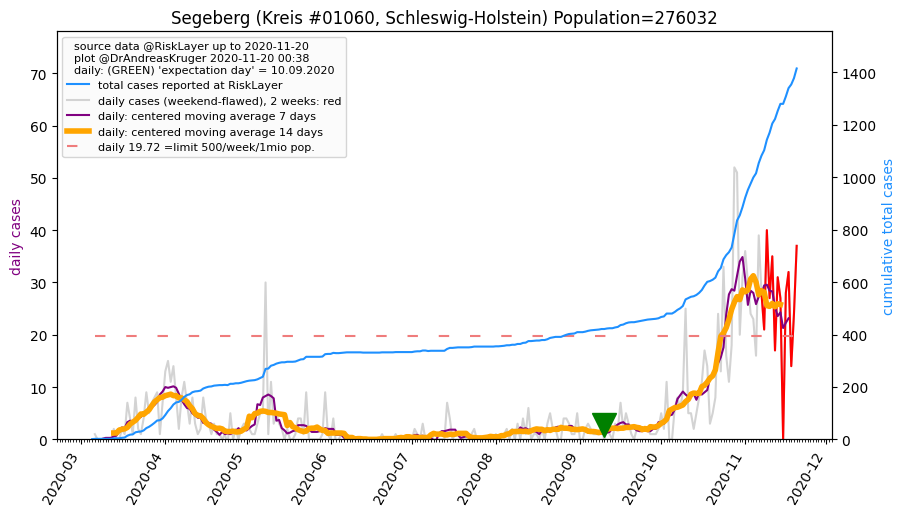 Segeberg (Kreis #01060, Schleswig-Holstein) Population=276032
source data @RiskLayer up to 2020-11-20
plot @DrAndreasKruger 2020-11-20 00:38
daily: (GREEN) 'expectation day' = 10.09.2020
total cases reported at RiskLayer
daily cases (weekend-flawed), 2 weeks: red
daily: centered moving average 7 days
daily: centered moving average 14 days
daily 19.72 =limit 500/week/1mio pop.
daily cases
70
60
50
40
30
20
10
0
cumulative total cases
1400
1200
1000
800
600
400
200
0
2020-03
2020-04
2020-05
2020-06
2020-07
2020-08
2020-09
2020-10
2020-11
2020-12